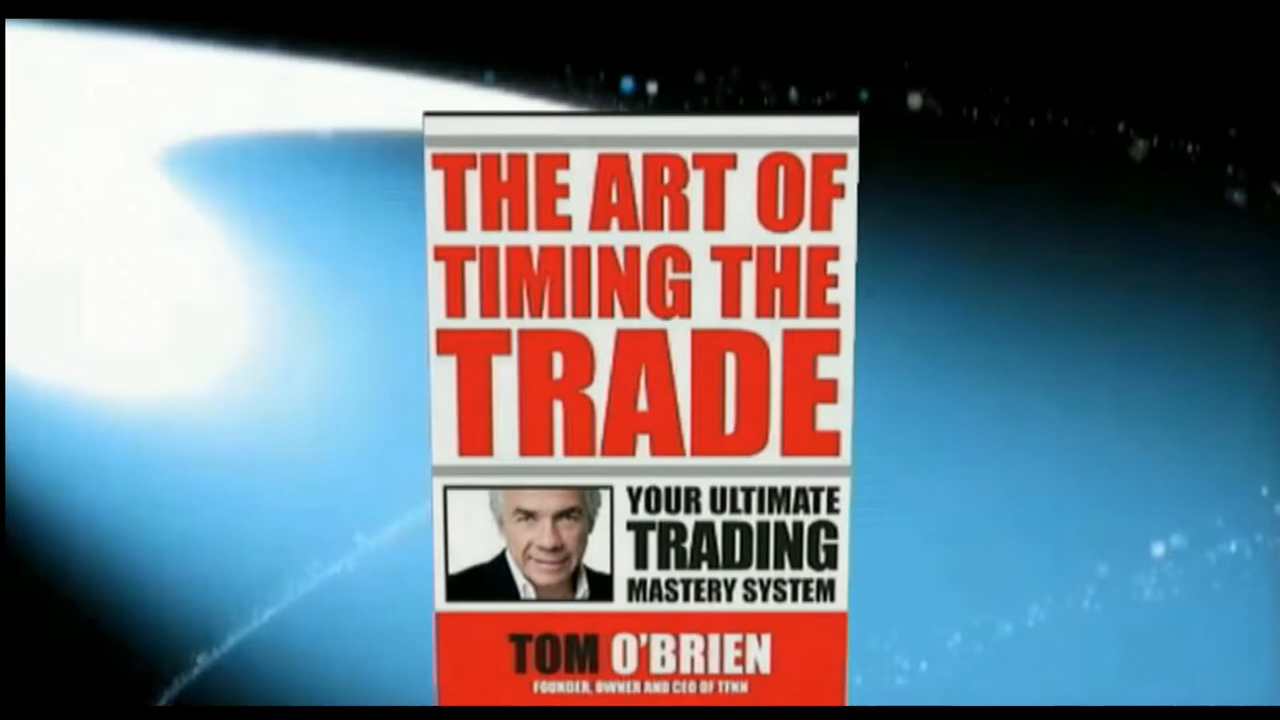 THE ART OF
TIMING THE
TRADE
YOUR ULTIMATE
TRADING
MASTERY SYSTEM
TOM O'BRIEN
FOUNDER, OWNER AND CEO OF TFNN